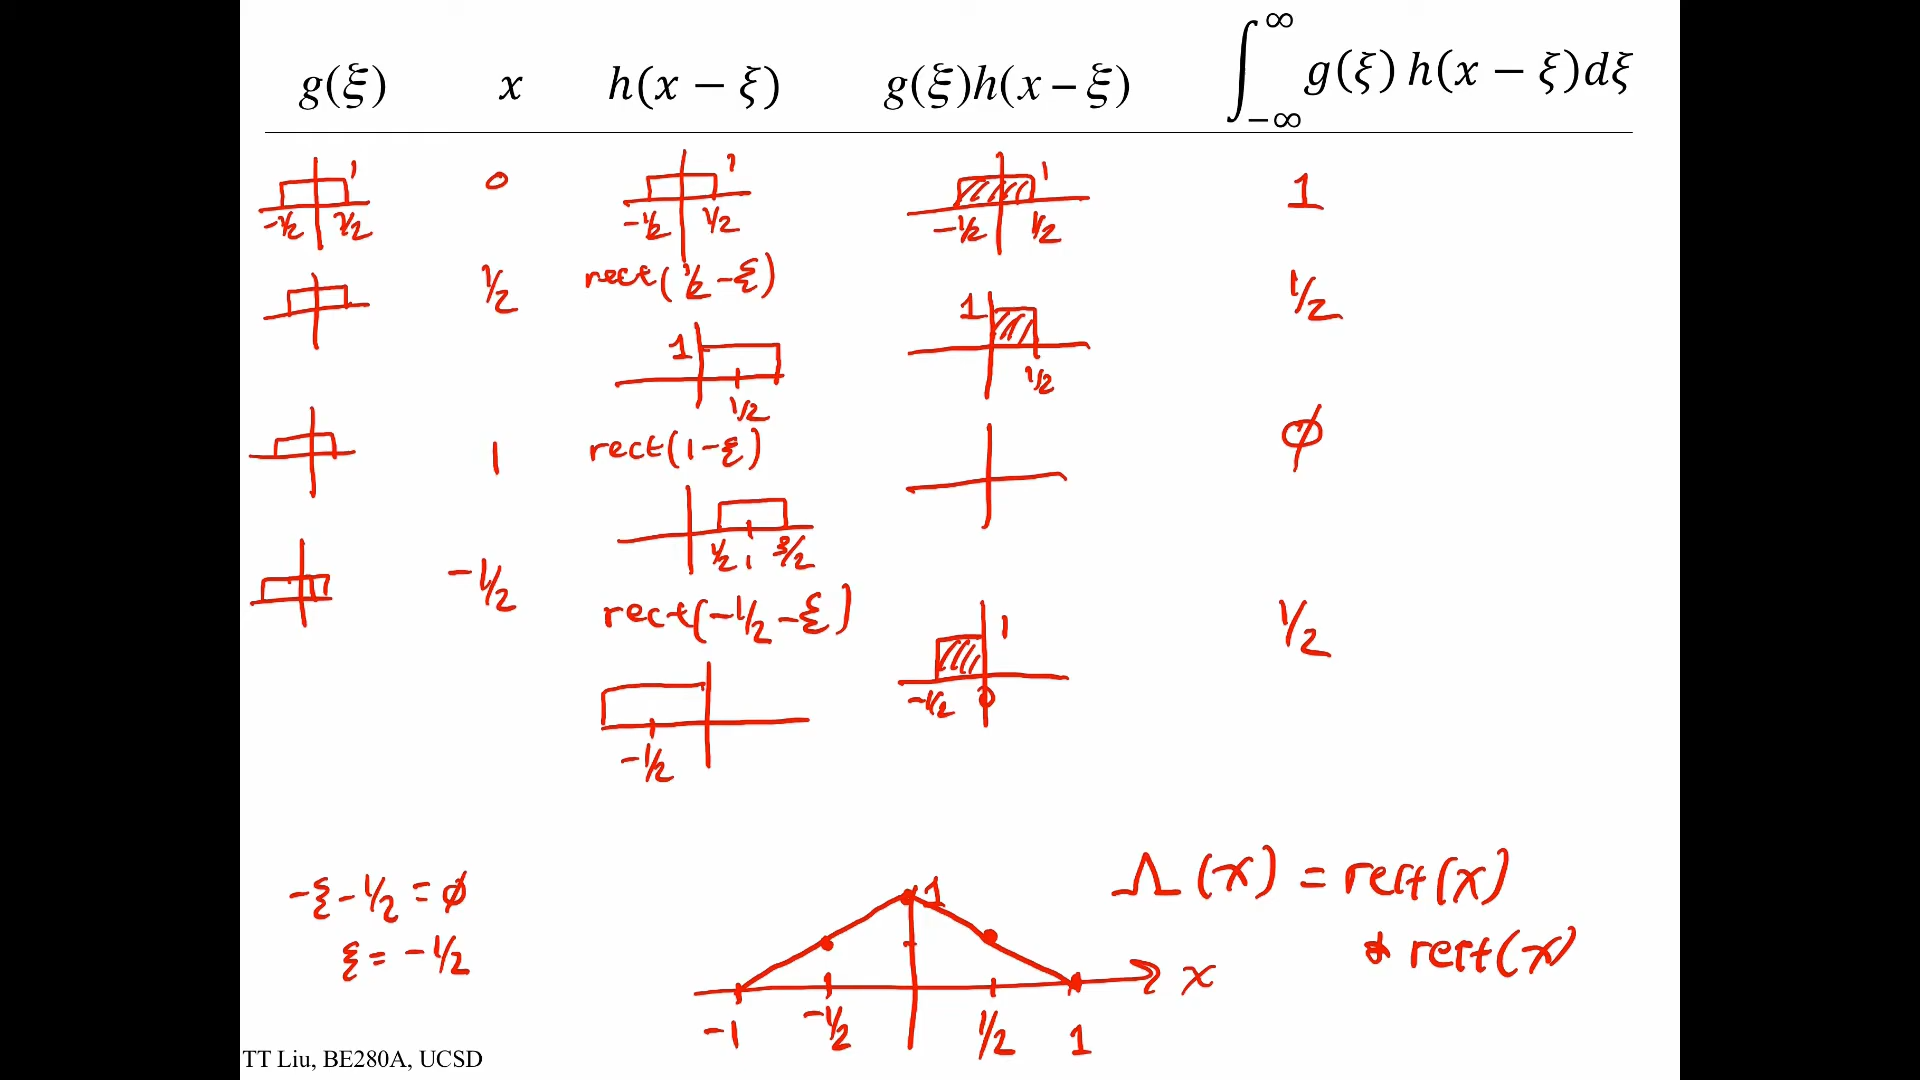 g(ξ) x h(x − ξ) g(ξ)h(x – ξ) ∫_{−∞}^{∞} g(ξ) h(x − ξ)dξ
1 0 1 1 1
-1/2 1/2 -1/2 1/2 -1/2 1/2
1/2 rect(1/2-ξ) 1/2
1 1
1/2 1/2
1 rect(1-ξ) ϕ
1/2 1 3/2
-1/2 rect(-1/2-ξ) 1 1/2
-1/2 0
-1/2
-ξ-1/2=ϕ 1 Λ(x) = rect(x)
ξ= -1/2 * rect(x)
x
-1 -1/2 1/2 1
TT Liu, BE280A, UCSD